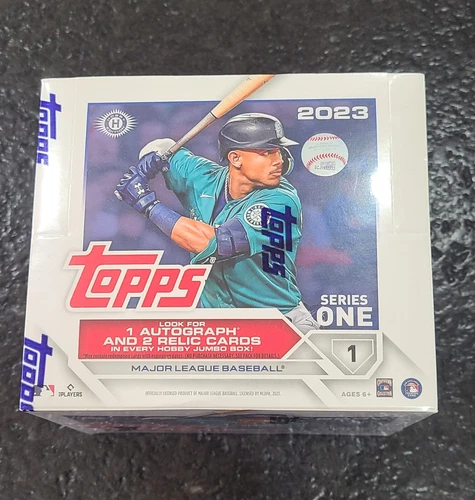 2023
TOPPS
TOPPS
TOPPS
TOPPS
LOOK FOR
1 AUTOGRAPH*
AND 2 RELIC CARDS
IN EVERY HOBBY JUMBO BOX!
SERIES
ONE
1
MAJOR LEAGUE BASEBALL®
PLAYERS
AGES 6+